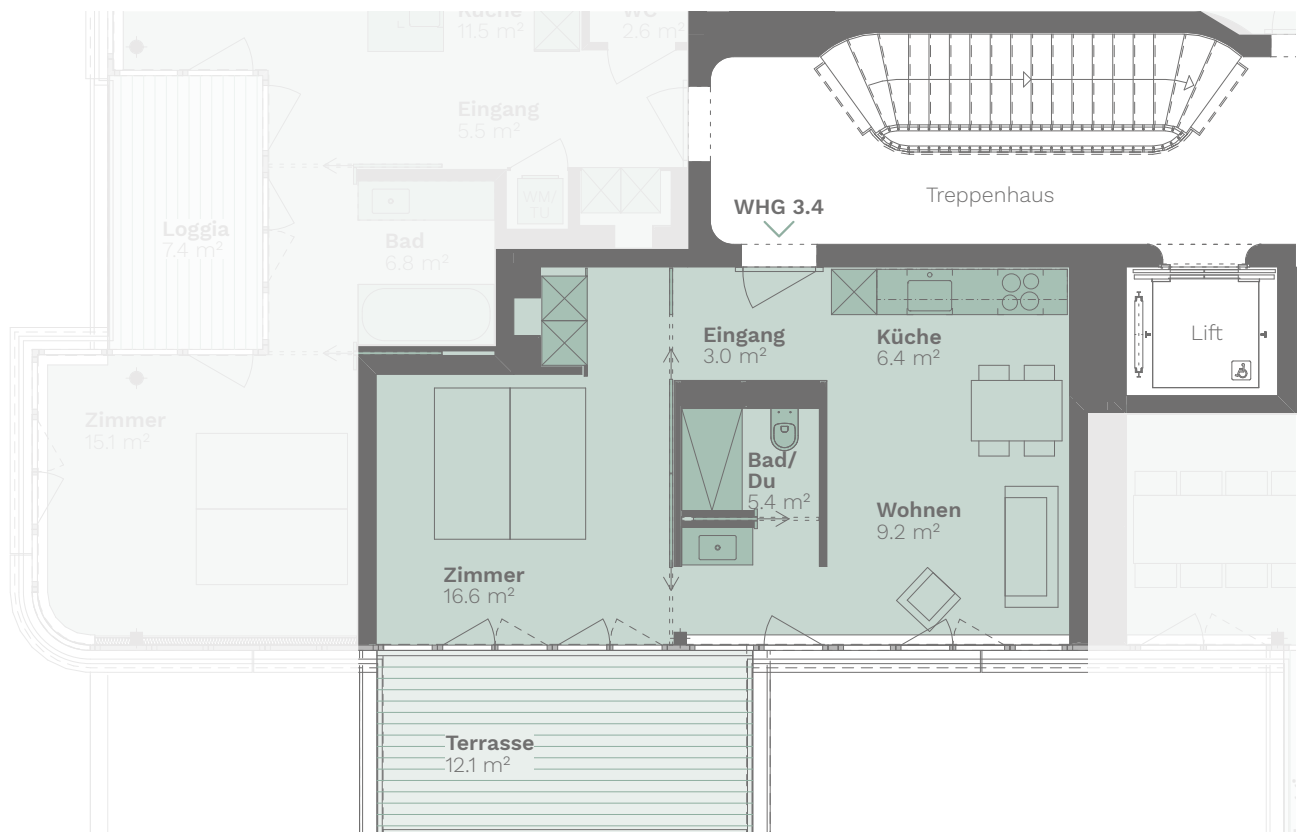 Küche
11.5 m²
WC
2.6 m²
Eingang
5.5 m²
WM/
TU
Loggia
7.4 m²
Bad
6.8 m²
WHG 3.4
Treppenhaus
Lift
Eingang
3.0 m²
Küche
6.4 m²
Zimmer
15.1 m²
Bad/
Du
5.4 m²
Wohnen
9.2 m²
Zimmer
16.6 m²
Terrasse
12.1 m²